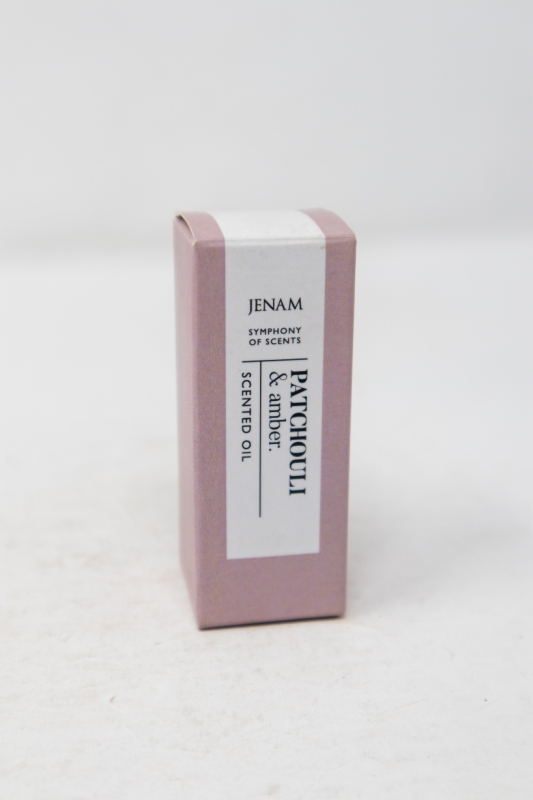 JENAM
SYMPHONY
OF SCENTS
PATCHOULI
& amber.
SCENTED OIL